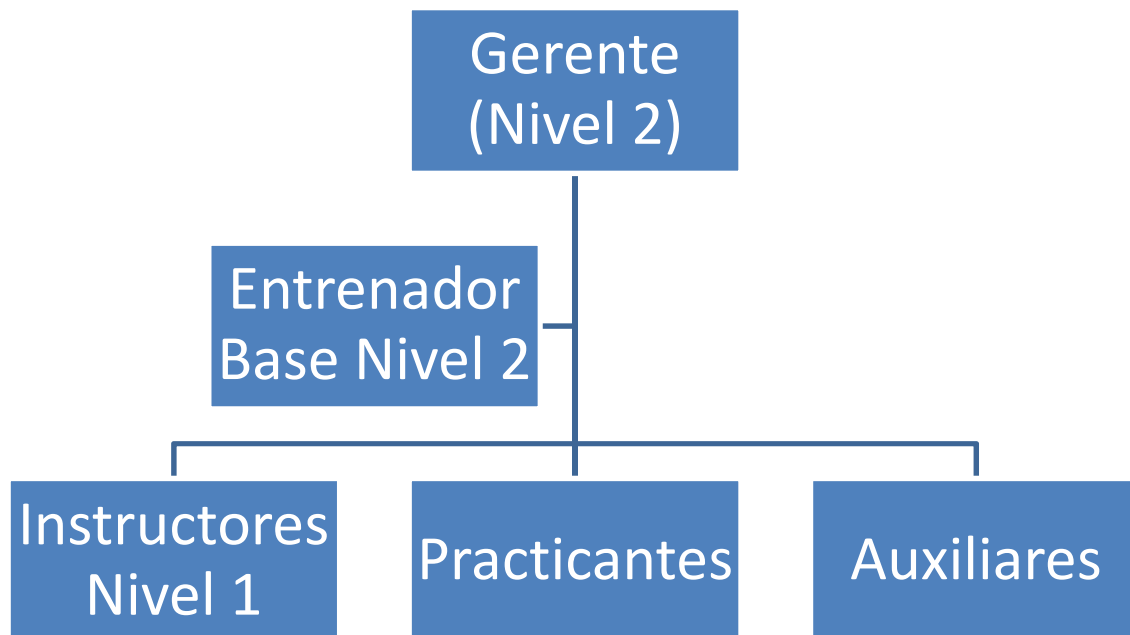 Gerente
(Nivel 2)
Entrenador
Base Nivel 2
Instructores
Nivel 1
Practicantes
Auxiliares